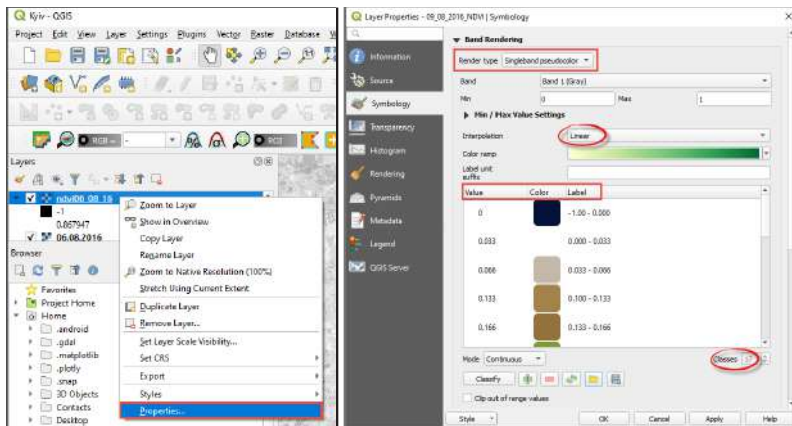 Kyiv - QGIS
Project Edit View Layer Settings Plugins Vector Raster Database
Layers
ndvi06_08_16
-1
0.867947
06.08.2016
Browser
Favorites
Project Home
Home
.android
.gdal
.matplotlib
.plotly
.snap
3D Objects
Contacts
Desktop
Zoom to Layer
Show in Overview
Copy Layer
Rename Layer
Zoom to Native Resolution (100%)
Stretch Using Current Extent
Duplicate Layer
Remove Layer...
Set Layer Scale Visibility...
Set CRS
Export
Styles
Properties...
Layer Properties - 09_08_2016_NDVI | Symbology
Information
Source
Symbology
Transparency
Histogram
Rendering
Pyramids
Metadata
Legend
QGIS Server
Band Rendering
Render type Singleband pseudocolor
Band Band 1 (Gray)
Min 0 Max 1
Min / Max Value Settings
Interpolation Linear
Color ramp
Label unit
suffix
Value Color Label
0 -1.00 - 0.000
0.033 0.000 - 0.033
0.066 0.033 - 0.066
0.133 0.100 - 0.133
0.166 0.133 - 0.166
Mode Continuous Classes
Classify
Clip out of range values
Style OK Cancel Apply Help